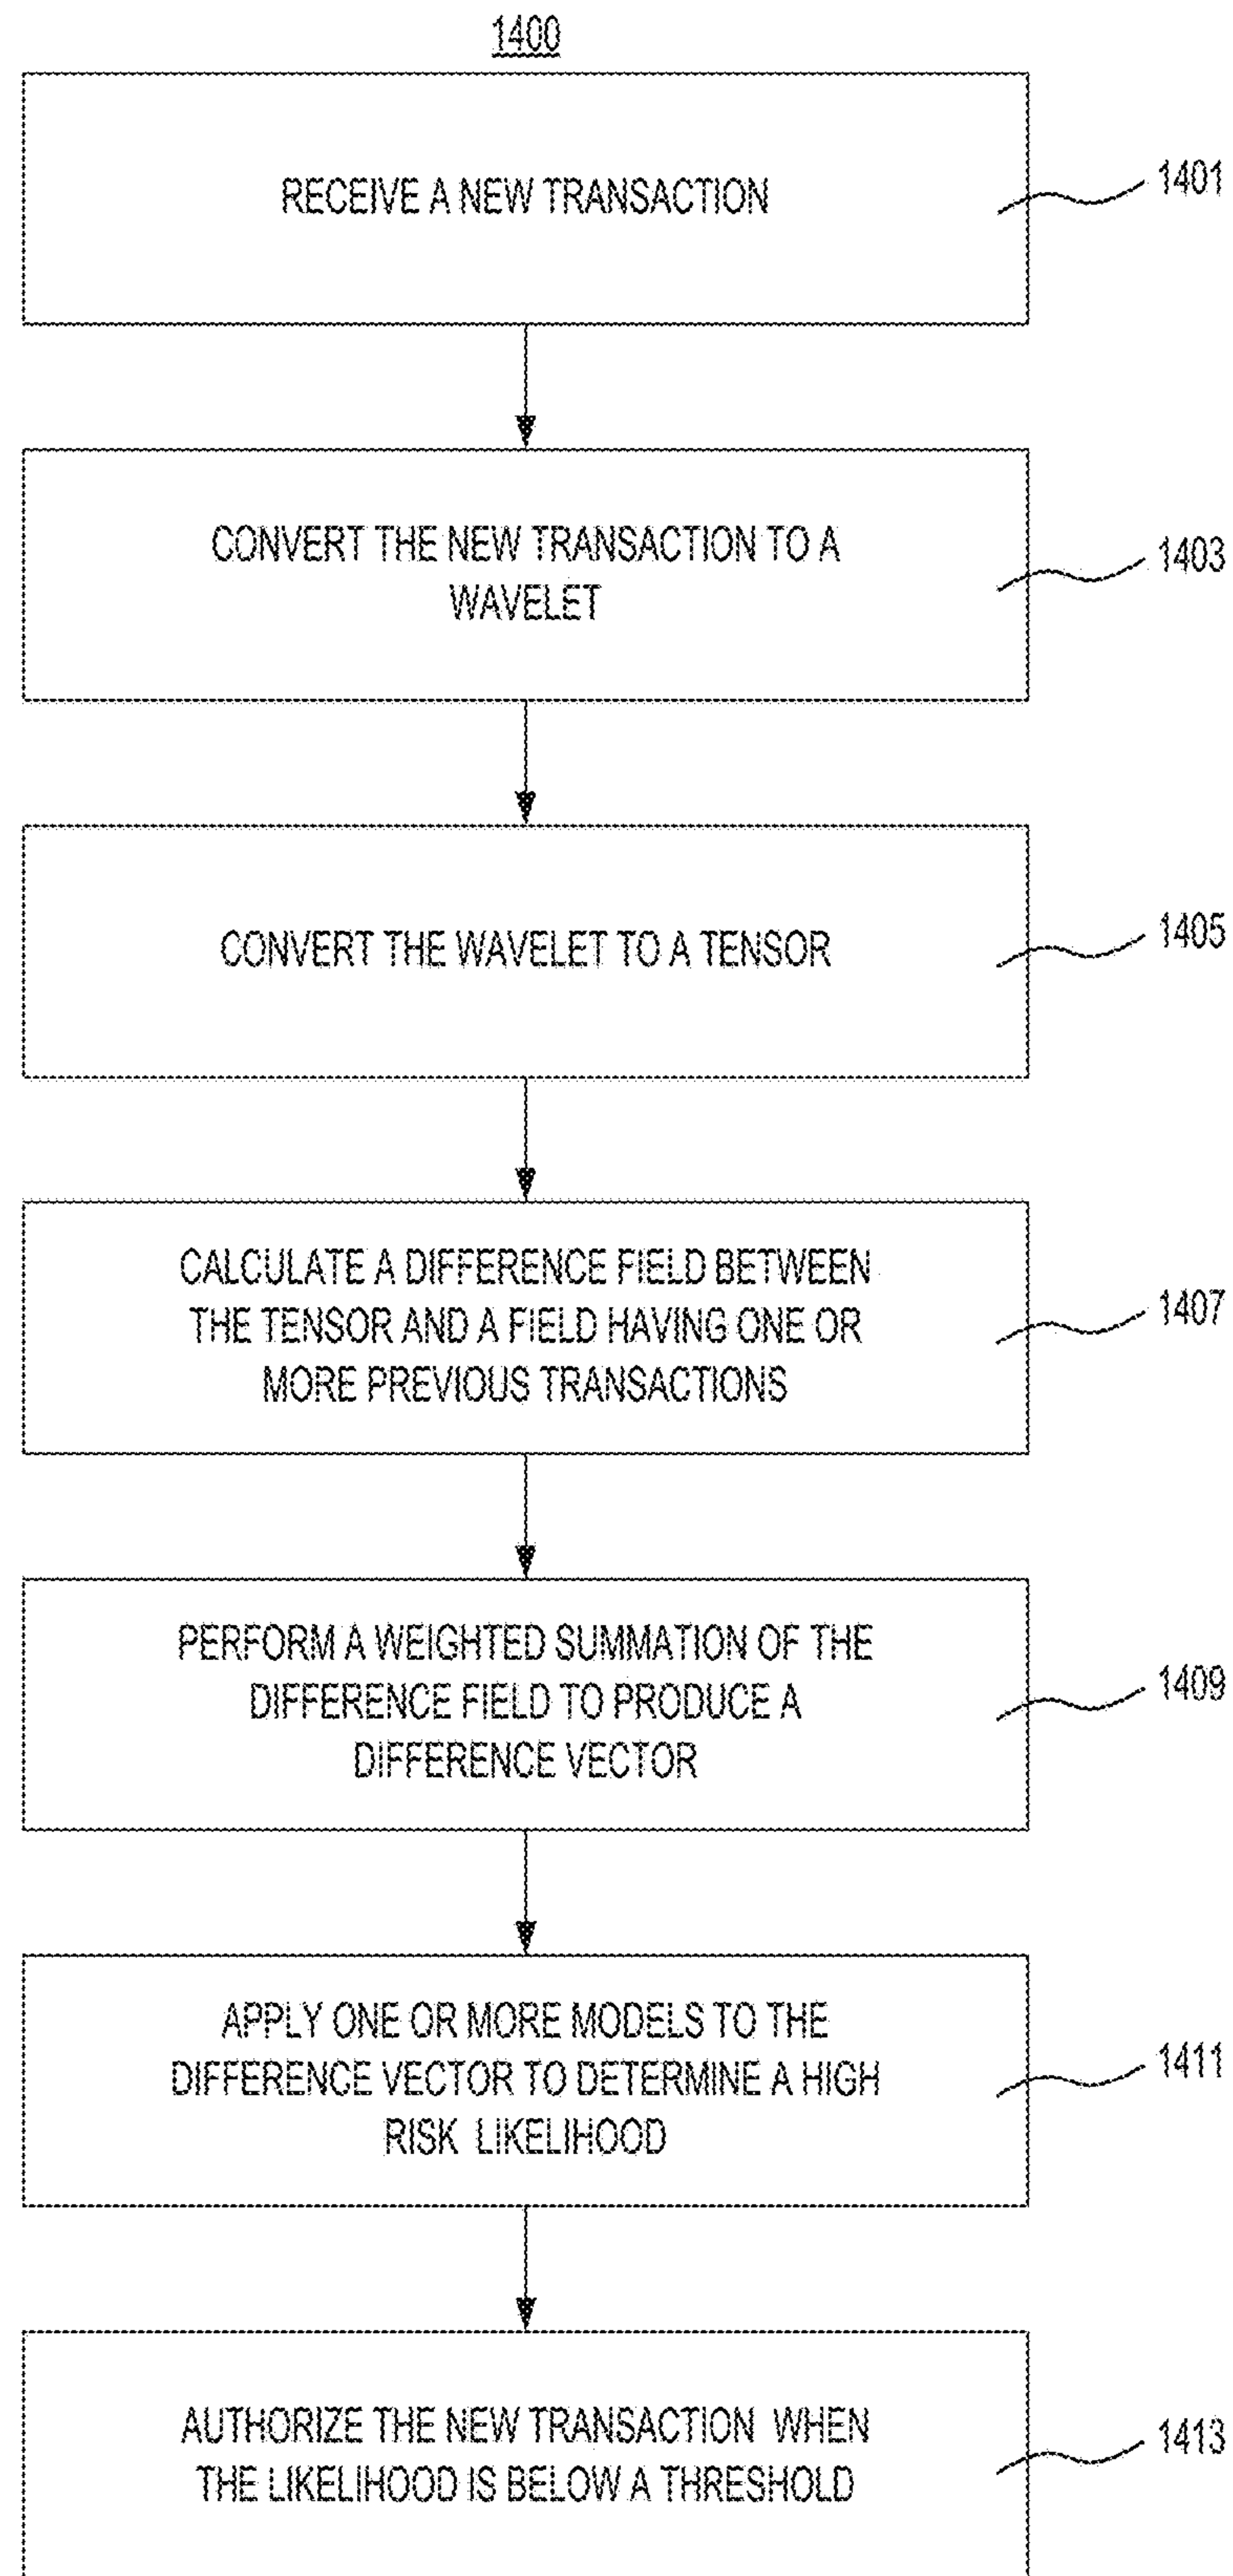 1400
RECEIVE A NEW TRANSACTION
1401
CONVERT THE NEW TRANSACTION TO A
WAVELET
1403
CONVERT THE WAVELET TO A TENSOR
1405
CALCULATE A DIFFERENCE FIELD BETWEEN
THE TENSOR AND A FIELD HAVING ONE OR
MORE PREVIOUS TRANSACTIONS
1407
PERFORM A WEIGHTED SUMMATION OF THE
DIFFERENCE FIELD TO PRODUCE A
DIFFERENCE VECTOR
1409
APPLY ONE OR MORE MODELS TO THE
DIFFERENCE VECTOR TO DETERMINE A HIGH
RISK LIKELIHOOD
1411
AUTHORIZE THE NEW TRANSACTION WHEN
THE LIKELIHOOD IS BELOW A THRESHOLD
1413